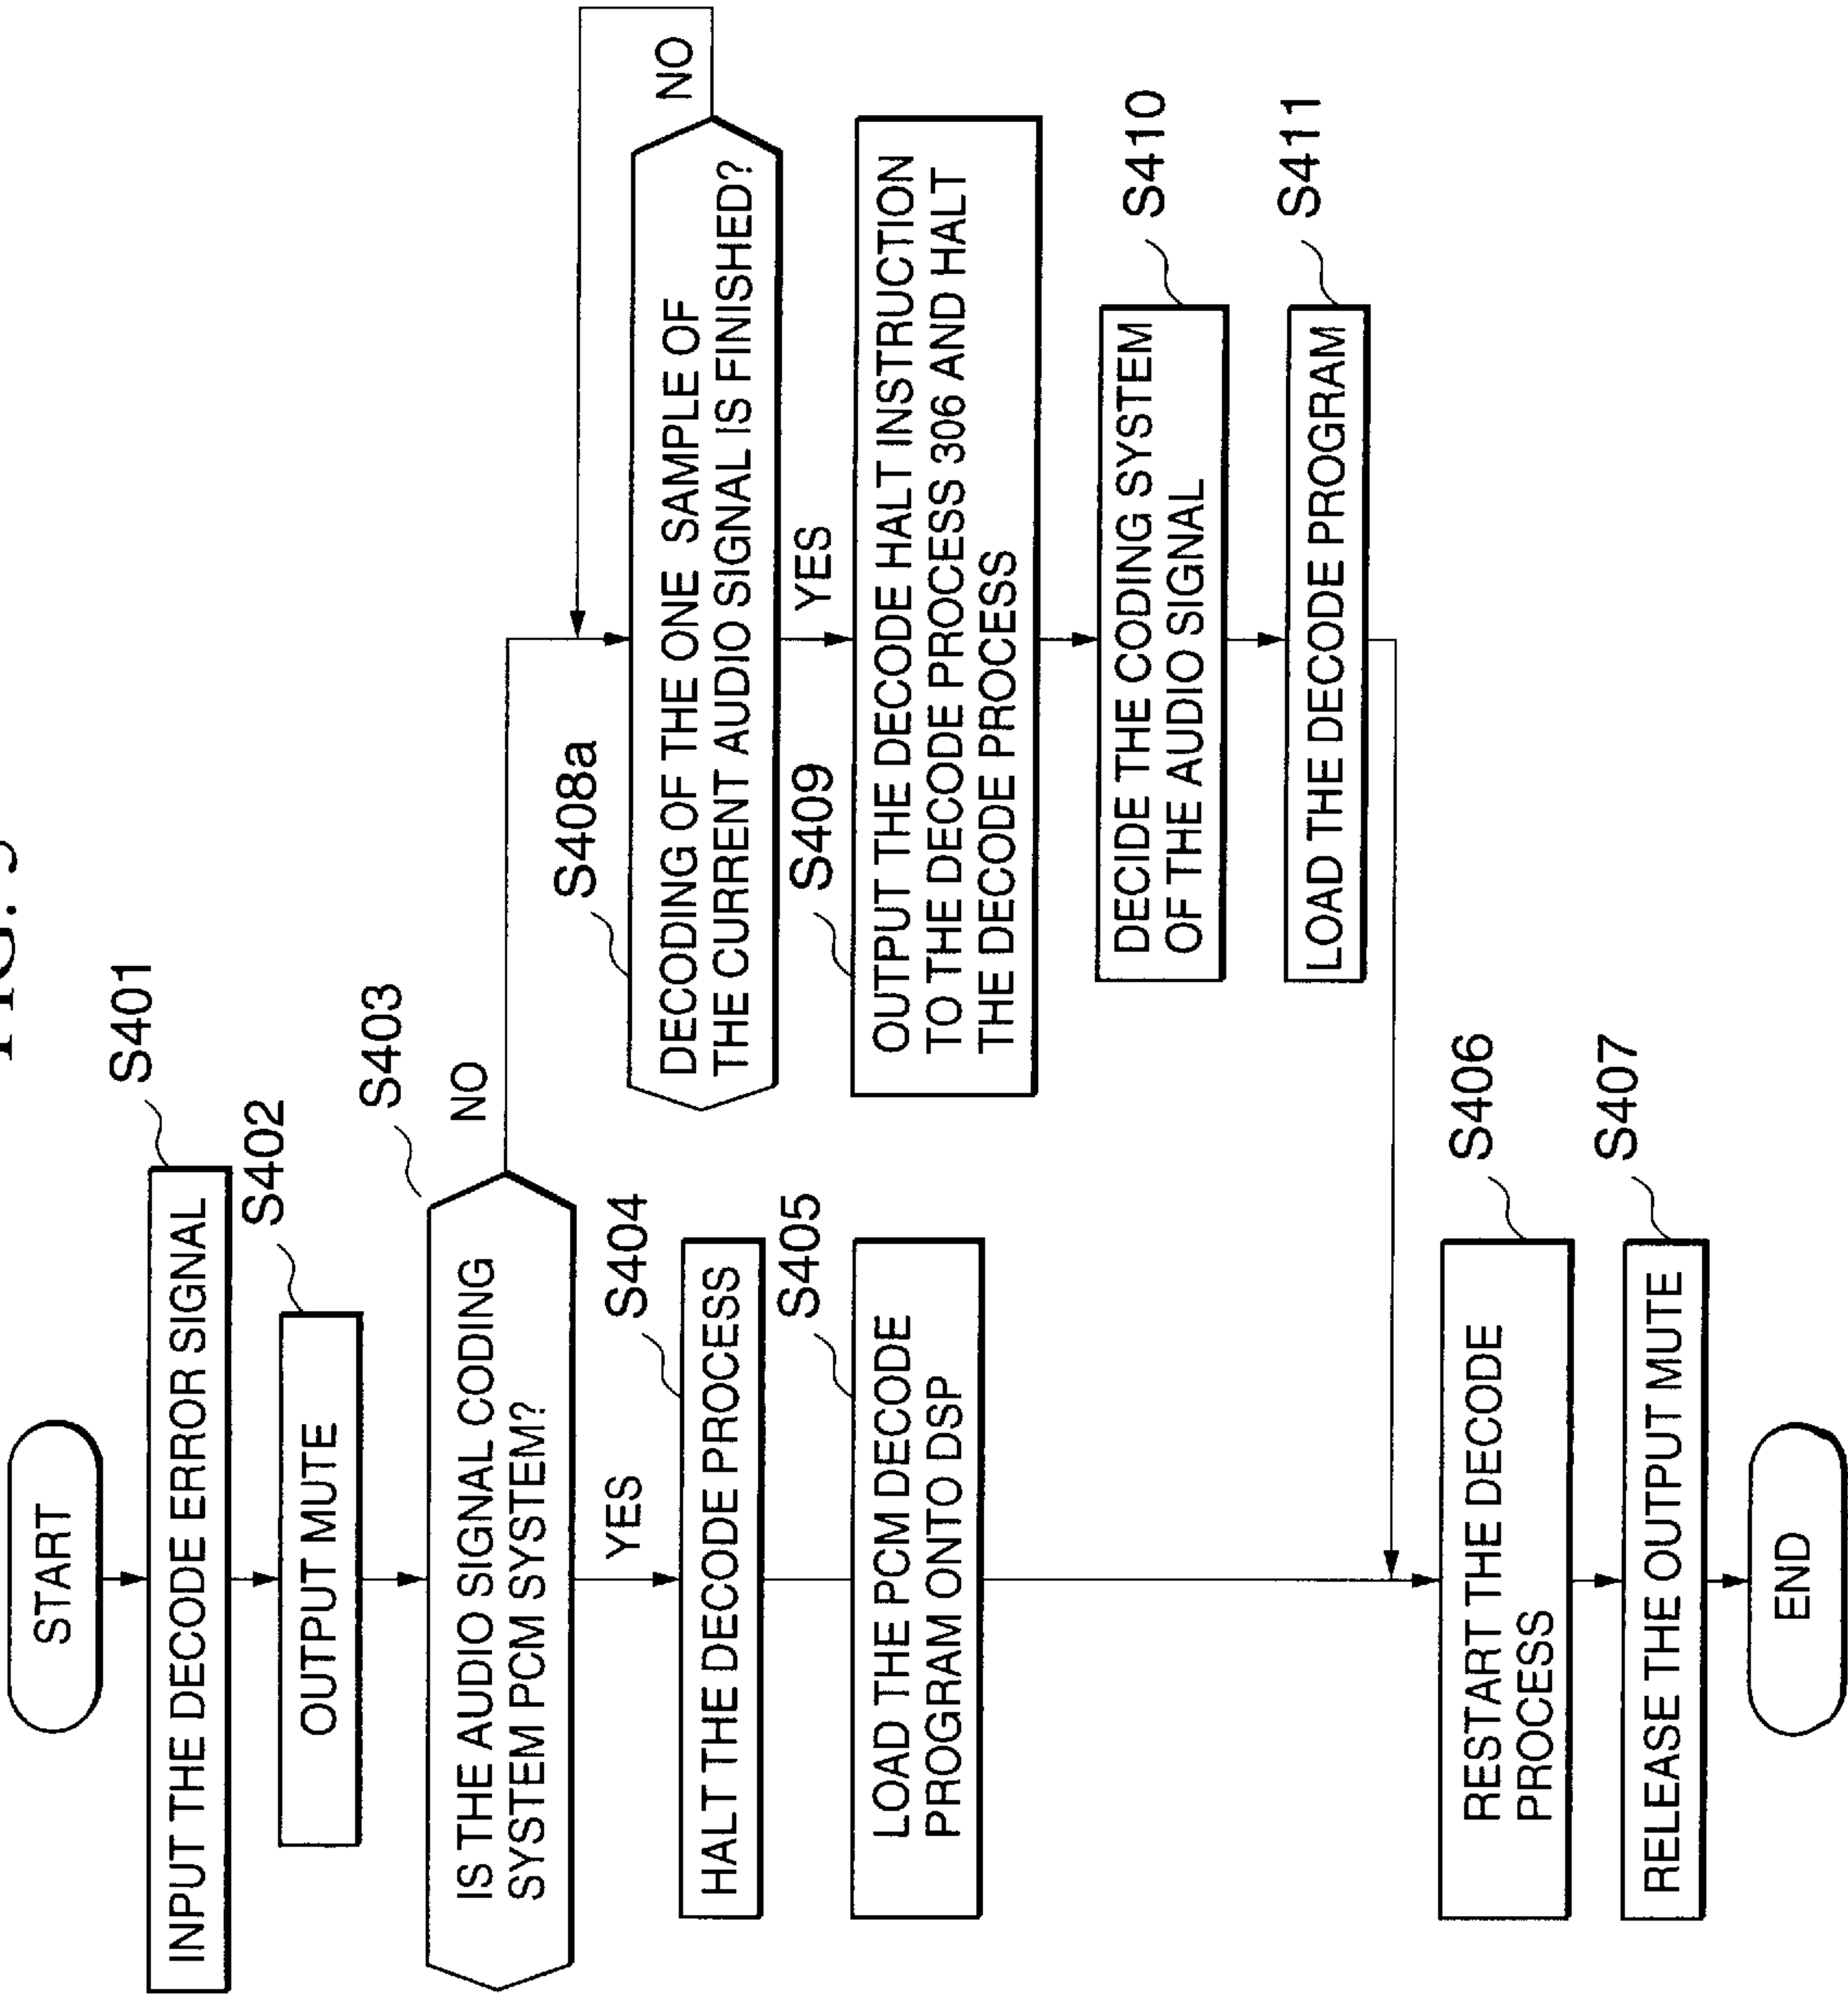 START
S401
INPUT THE DECODE ERROR SIGNAL
S402
OUTPUT MUTE
S403
IS THE AUDIO SIGNAL CODING
SYSTEM PCM SYSTEM?
NO
YES
S404
HALT THE DECODE PROCESS
S405
LOAD THE PCM DECODE
PROGRAM ONTO DSP
S408a
DECODING OF THE ONE SAMPLE OF
THE CURRENT AUDIO SIGNAL IS FINISHED?
NO
YES
S409
OUTPUT THE DECODE HALT INSTRUCTION
TO THE DECODE PROCESS 306 AND HALT
THE DECODE PROCESS
S410
DECIDE THE CODING SYSTEM
OF THE AUDIO SIGNAL
S411
LOAD THE DECODE PROGRAM
S406
RESTART THE DECODE
PROCESS
S407
RELEASE THE OUTPUT MUTE
END